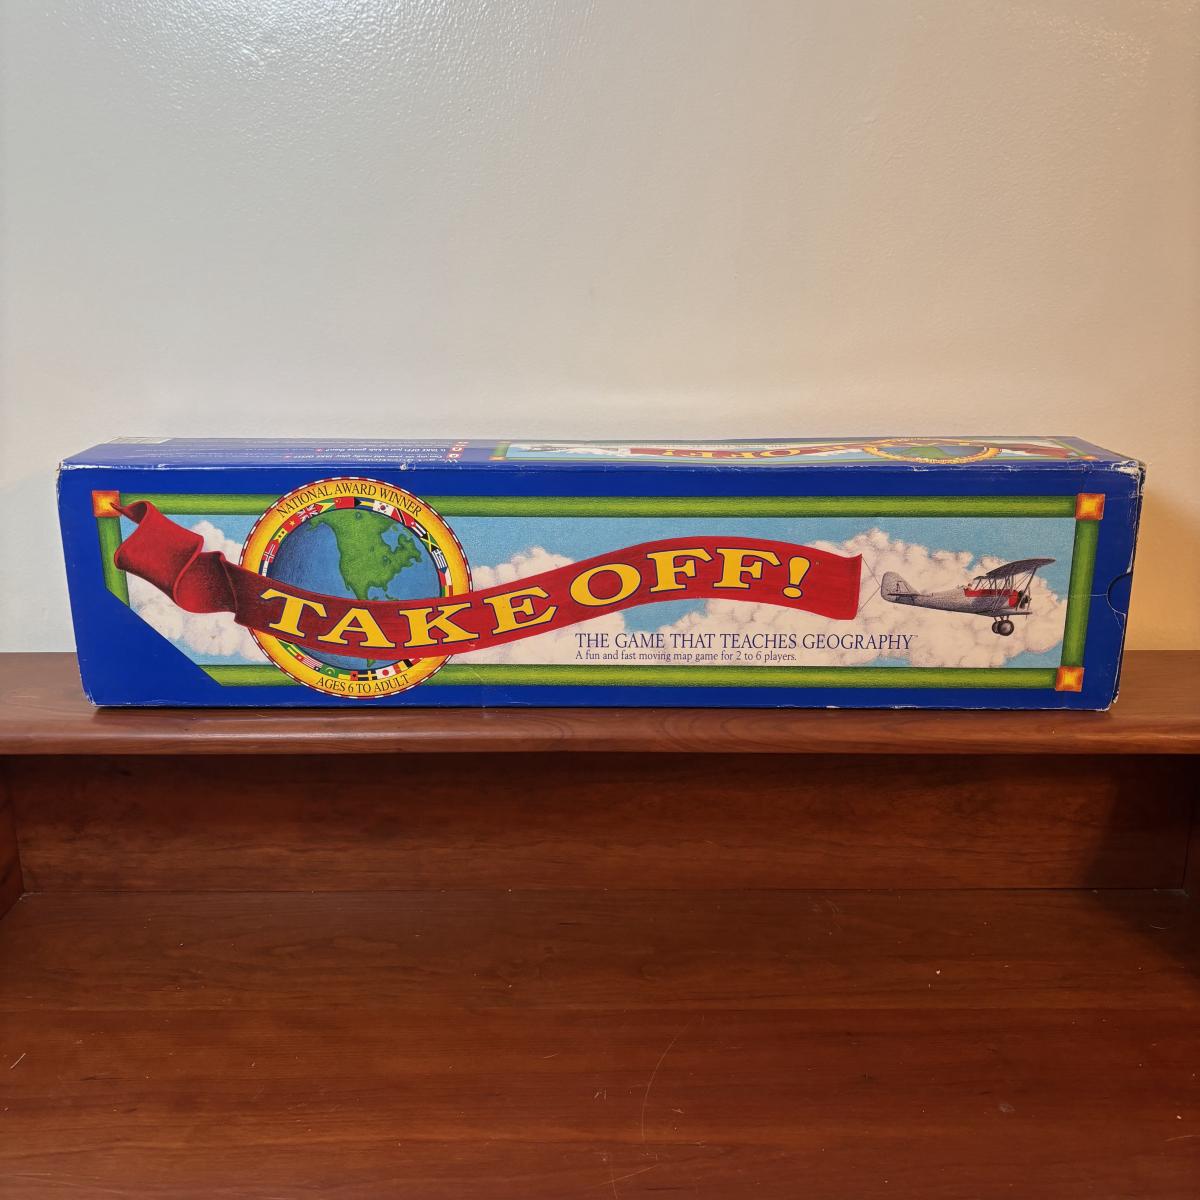 NATIONAL AWARD WINNER
TAKE OFF!
THE GAME THAT TEACHES GEOGRAPHY™
A fun and fast moving map game for 2 to 6 players.
AGES 6 TO ADULT
OFF!